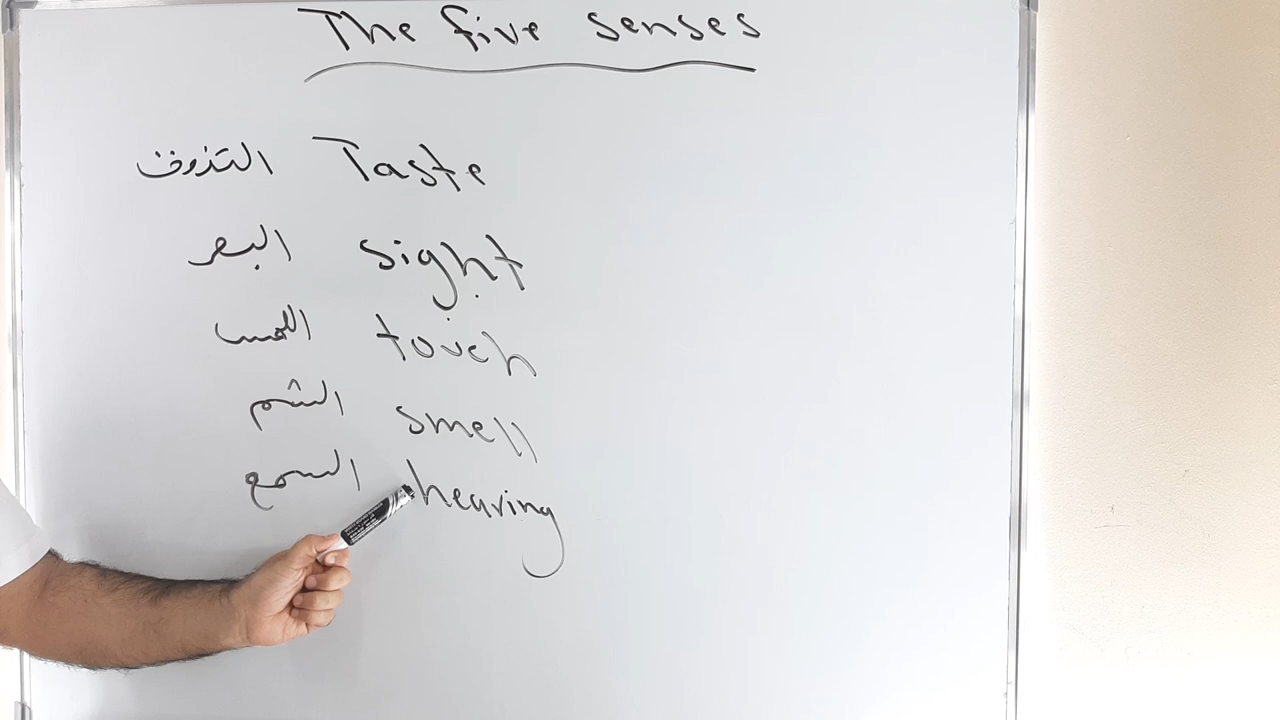 The five senses
التذوق Taste
البصر sight
اللمس touch
الشم smell
السمع hearing